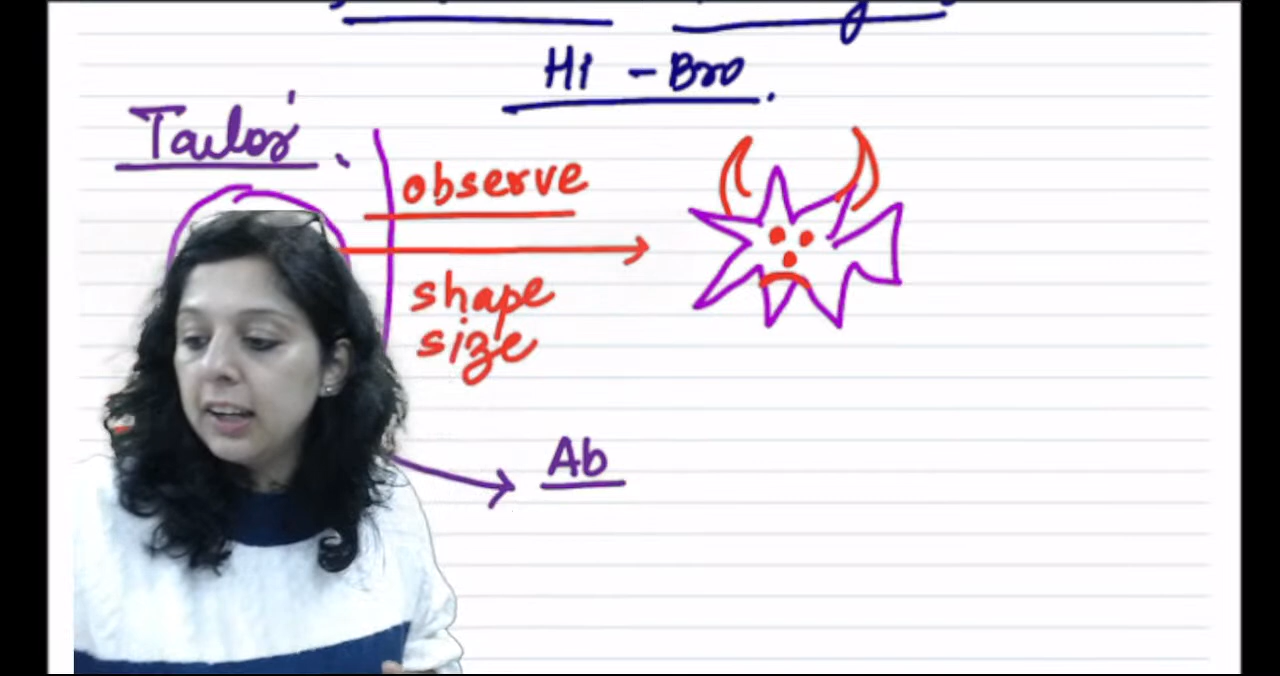 Hi - Bro.
Tailor
observe
shape
size
Ab